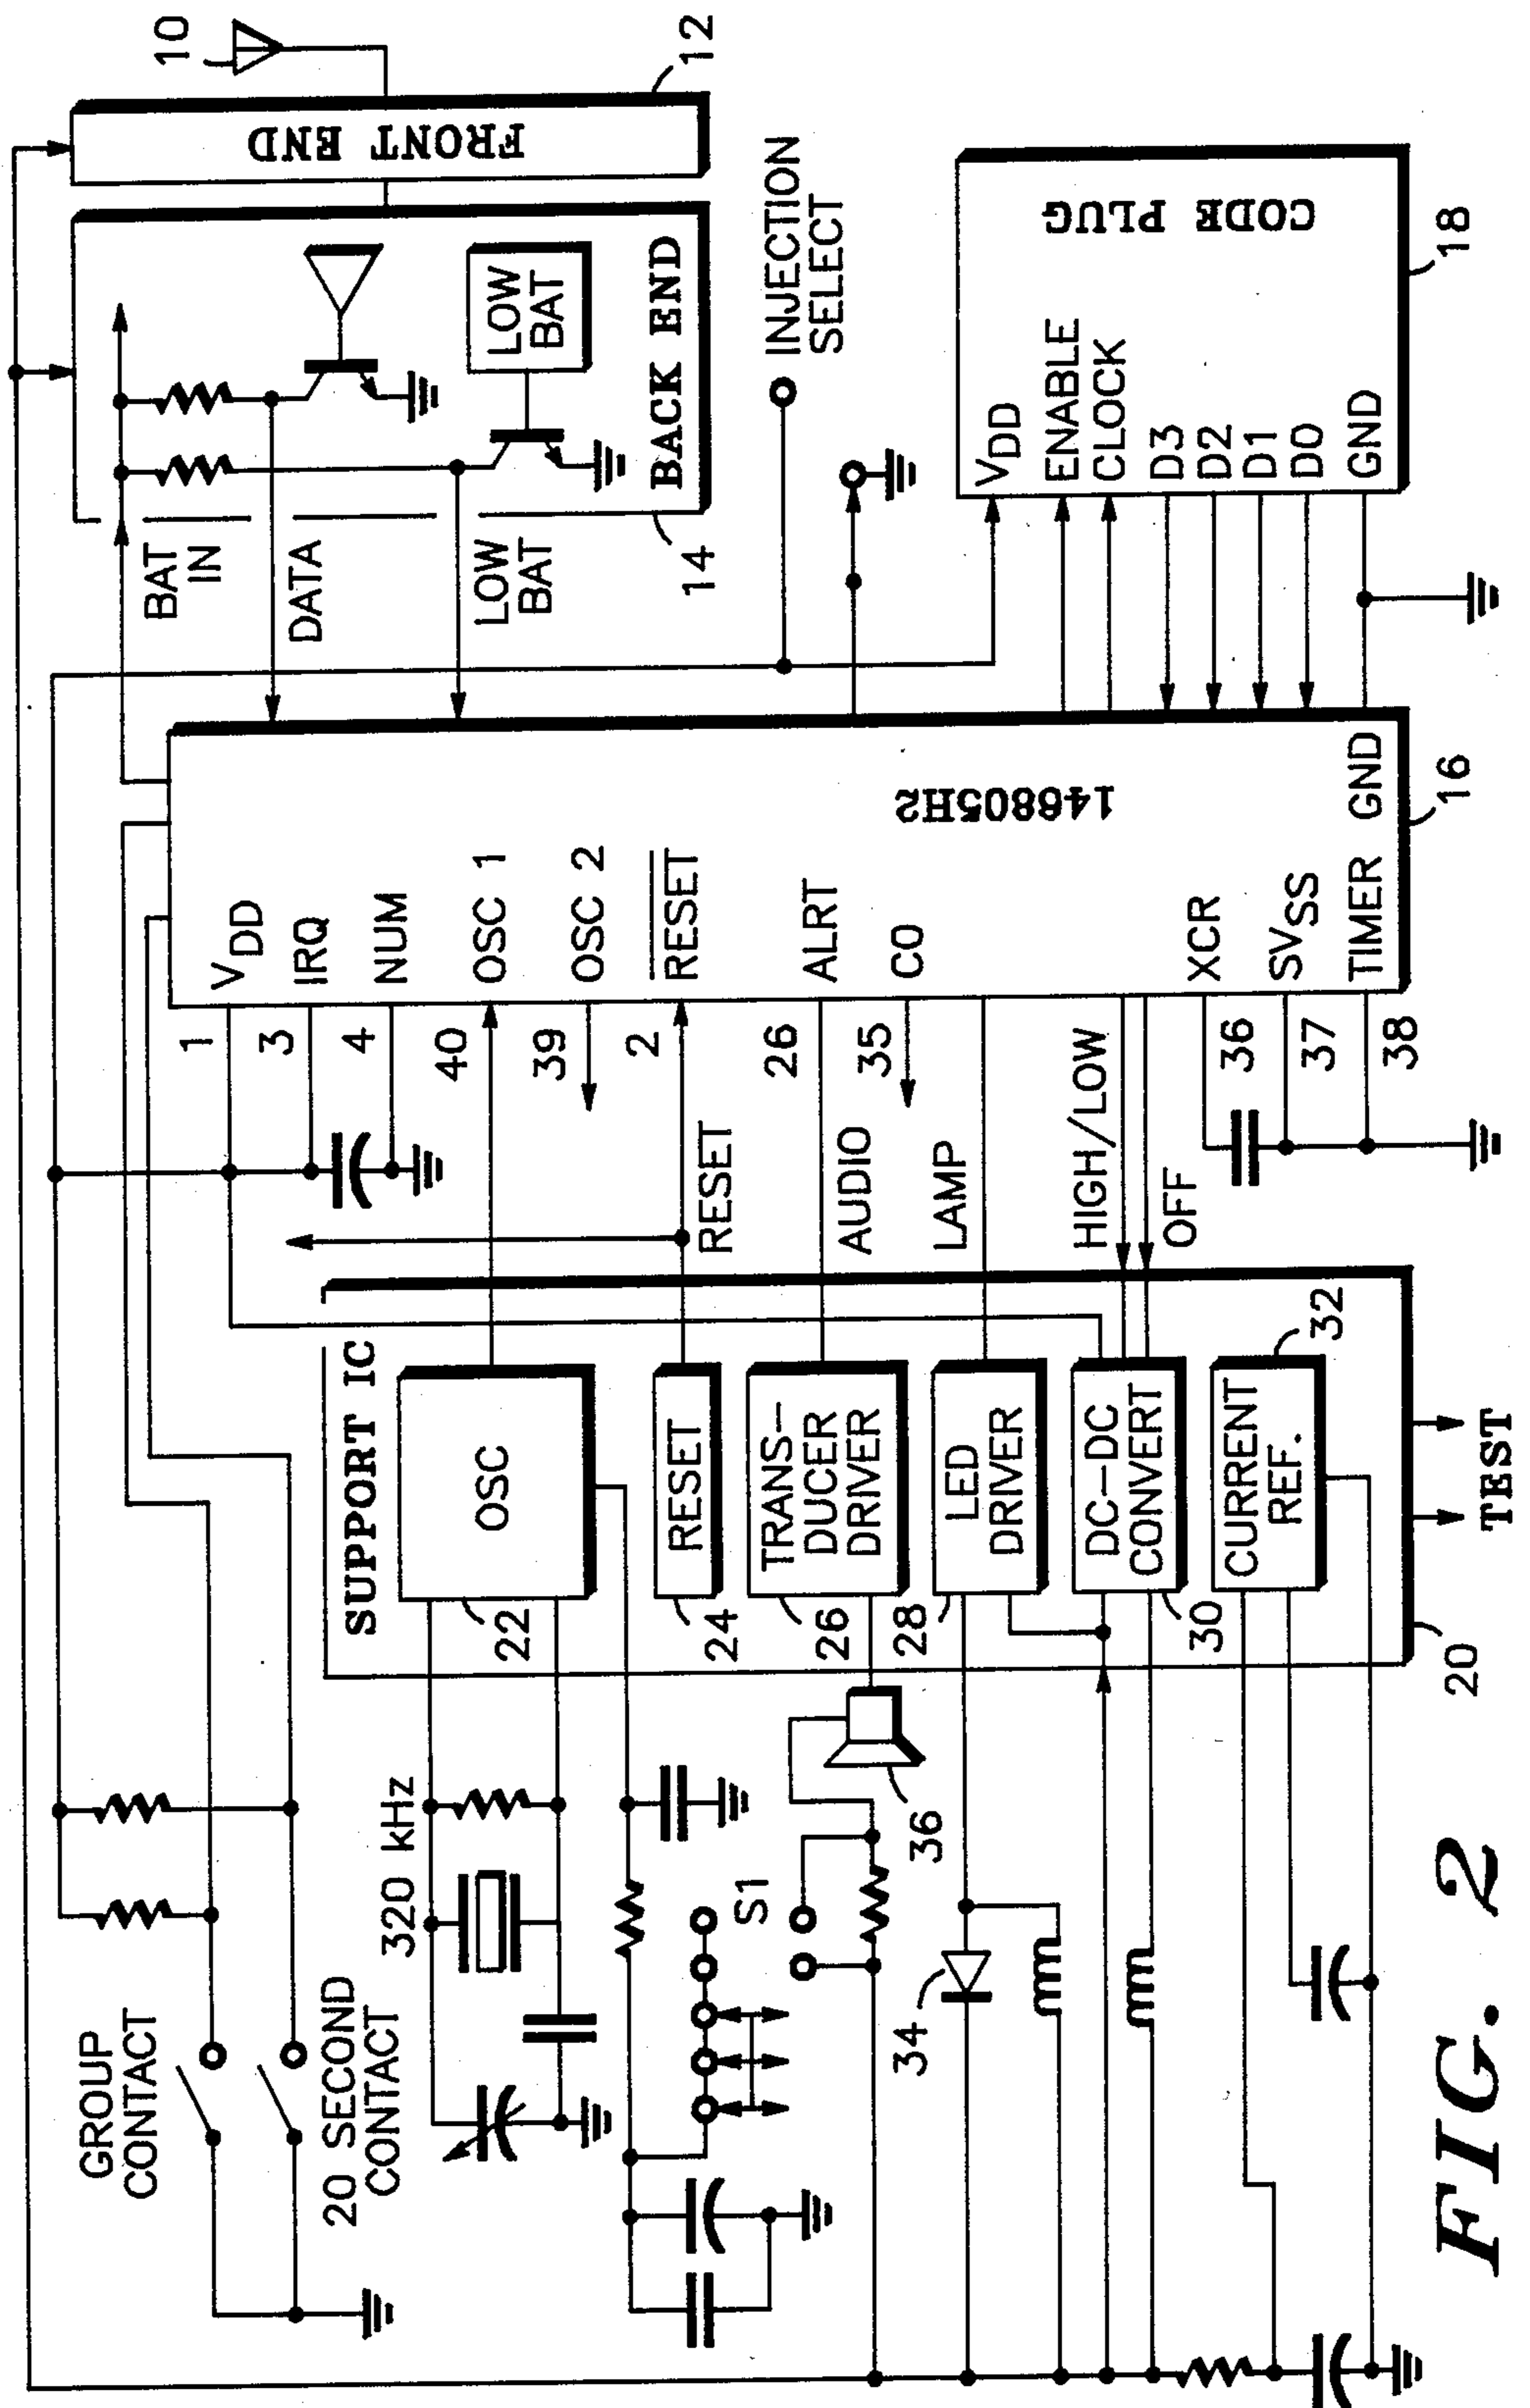 10
FRONT END
12
BAT
IN
DATA
LOW
BAT
LOW
BAT
BACK END
14
INJECTION
SELECT
CODE PLUG
VDD
ENABLE
CLOCK
D3
D2
D1
D0
GND
18
146805H2
VDD
IRQ
NUM
OSC 1
OSC 2
RESET
ALRT
CO
XCR
SVSS
TIMER
GND
16
1
3
4
40
39
2
26
35
36
37
38
RESET
AUDIO
LAMP
HIGH/LOW
OFF
SUPPORT IC
OSC
22
RESET
24
TRANS-
DUCER
DRIVER
26
LED
DRIVER
28
DC-DC
CONVERT
30
CURRENT
REF.
32
20
TEST
GROUP
CONTACT
20 SECOND
CONTACT
320 kHz
S1
36
34
FIG. 2